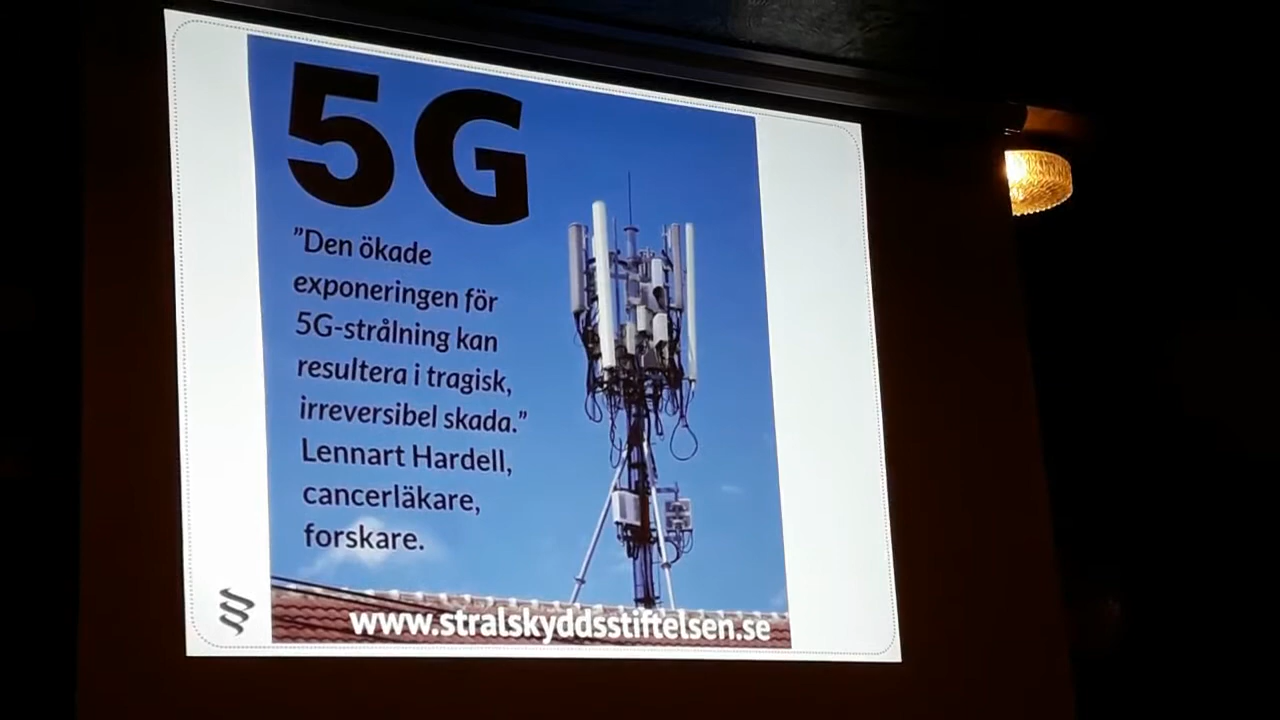 5G
”Den ökade
exponeringen för
5G-strålning kan
resultera i tragisk,
irreversibel skada.”
Lennart Hardell,
cancerläkare,
forskare.
www.stralskyddsstiftelsen.se